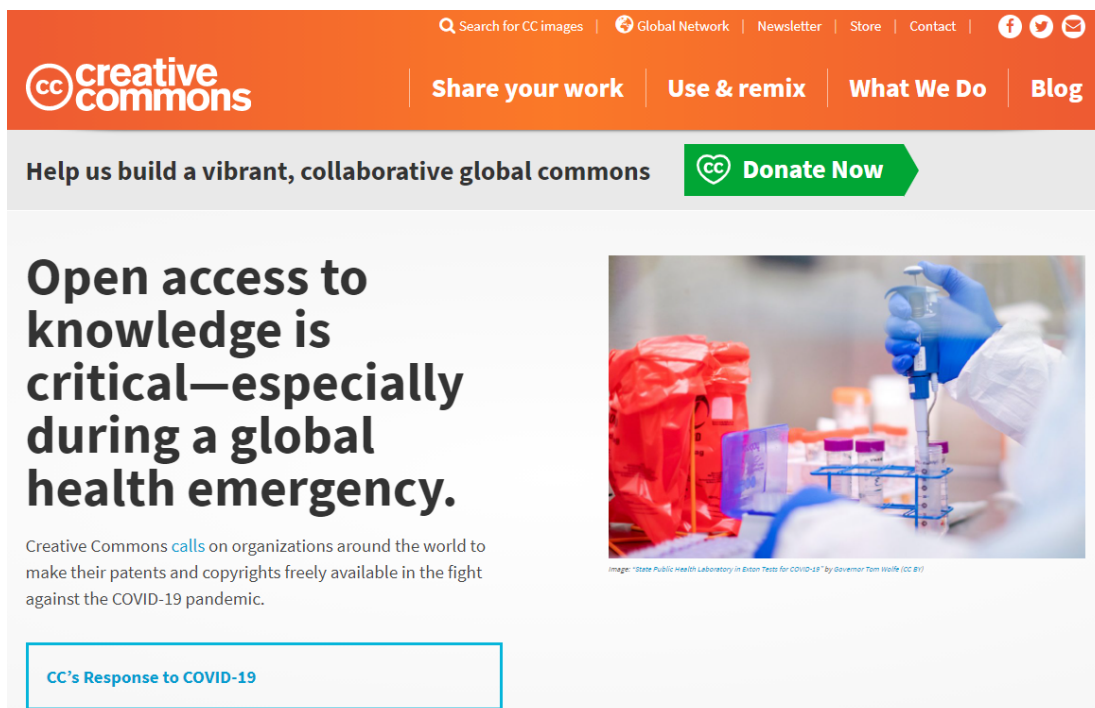 Search for CC images | Global Network | Newsletter | Store | Contact |
cc creative commons
Share your work | Use & remix | What We Do | Blog
Help us build a vibrant, collaborative global commons
cc Donate Now
Open access to
knowledge is
critical—especially
during a global
health emergency.
Creative Commons calls on organizations around the world to
make their patents and copyrights freely available in the fight
against the COVID-19 pandemic.
CC's Response to COVID-19
Image: "State Public Health Laboratory in Exton Tests for COVID-19" by Governor Tom Wolfe (CC BY)